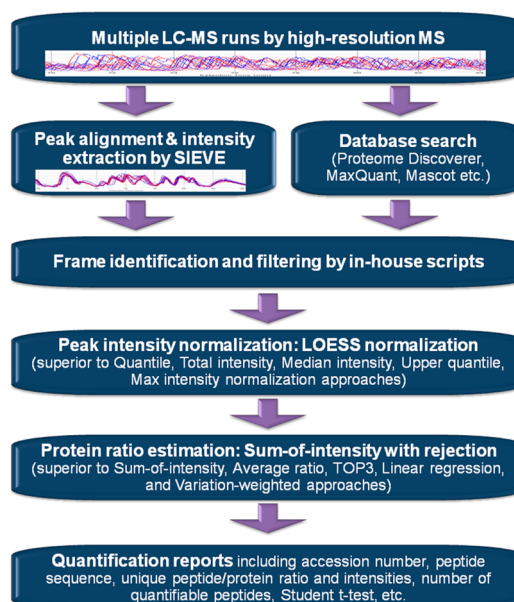 Multiple LC-MS runs by high-resolution MS
Peak alignment & intensity
extraction by SIEVE
Database search
(Proteome Discoverer,
MaxQuant, Mascot etc.)
Frame identification and filtering by in-house scripts
Peak intensity normalization: LOESS normalization
(superior to Quantile, Total intensity, Median intensity, Upper quantile,
Max intensity normalization approaches)
Protein ratio estimation: Sum-of-intensity with rejection
(superior to Sum-of-intensity, Average ratio, TOP3, Linear regression,
and Variation-weighted approaches)
Quantification reports including accession number, peptide
sequence, unique peptide/protein ratio and intensities, number of
quantifiable peptides, Student t-test, etc.